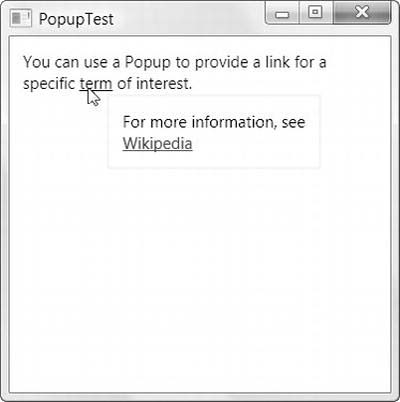 PopupTest
You can use a Popup to provide a link for a
specific term of interest.
For more information, see
Wikipedia